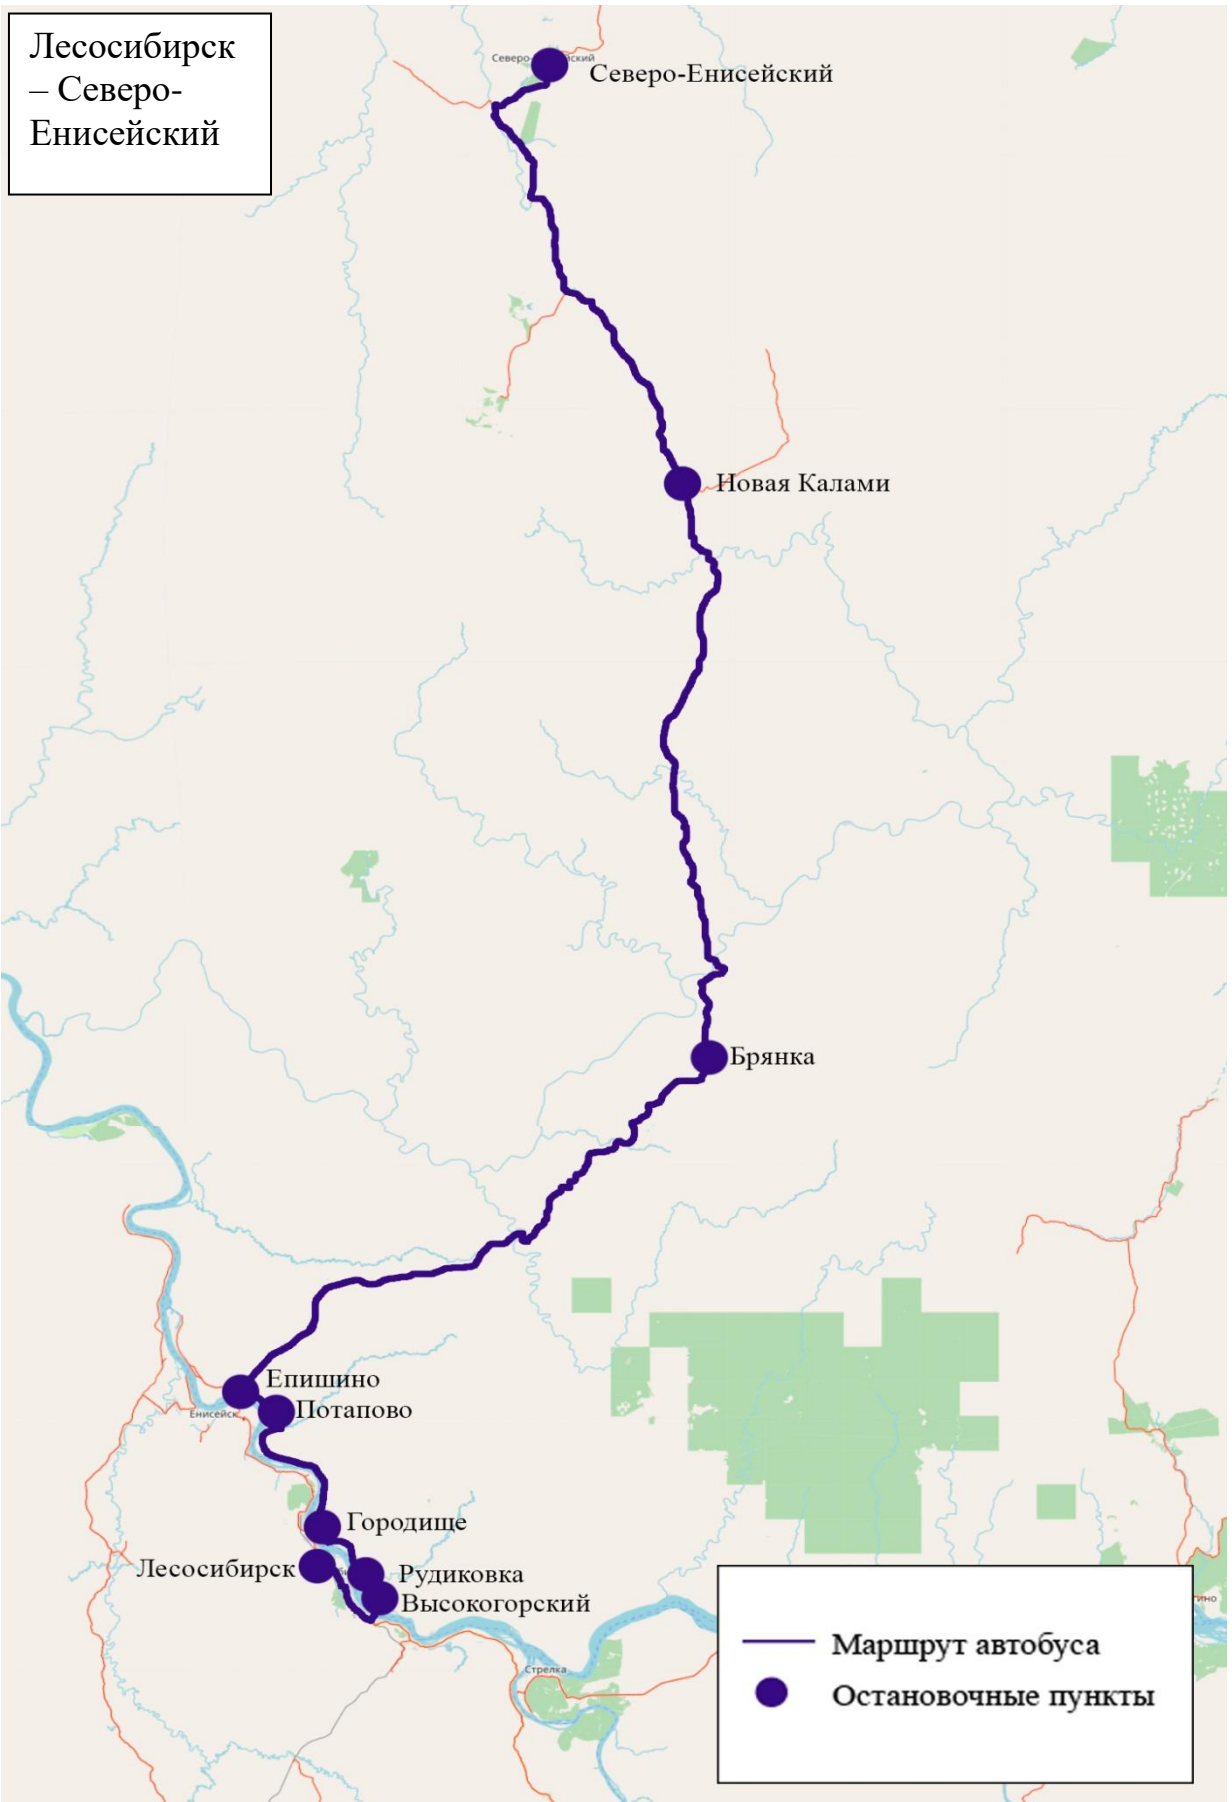 Лесосибирск
– Северо-
Енисейский
Северо-Енисейский
Новая Калами
Брянка
Епишино
Енисейск
Потапово
Городище
Лесосибирск
Рудиковка
Высокогорский
Стрелка
Маршрут автобуса
Остановочные пункты